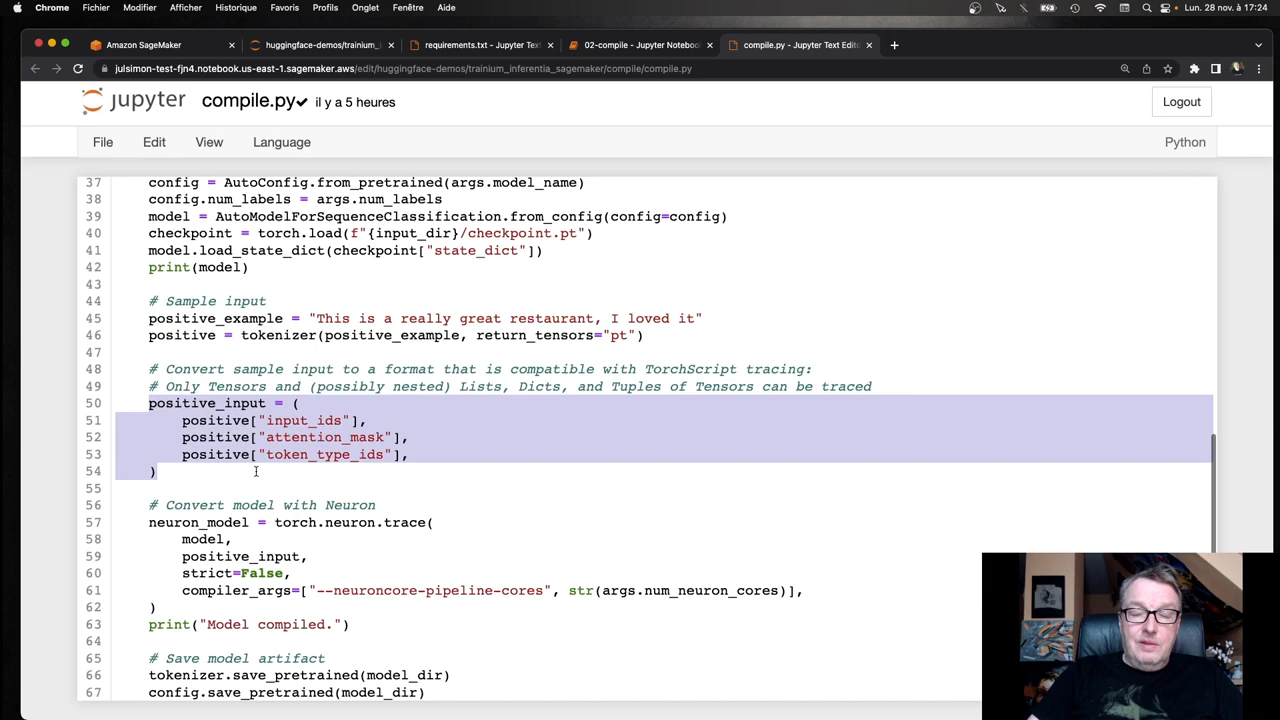 Chrome Fichier Modifier Afficher Historique Favoris Profils Onglet Fenêtre Aide Lun. 28 nov. à 17:24
Amazon SageMaker huggingface-demos/trainium_ requirements.txt - Jupyter Text 02-compile - Jupyter Notebook compile.py - Jupyter Text Edito
julsimon-test-fjn4.notebook.us-east-1.sagemaker.aws/edit/huggingface-demos/trainium_inferentia_sagemaker/compile/compile.py
jupyter compile.py il y a 5 heures Logout
File Edit View Language Python
37 config = AutoConfig.from_pretrained(args.model_name)
38 config.num_labels = args.num_labels
39 model = AutoModelForSequenceClassification.from_config(config=config)
40 checkpoint = torch.load(f"{input_dir}/checkpoint.pt")
41 model.load_state_dict(checkpoint["state_dict"])
42 print(model)
43
44 # Sample input
45 positive_example = "This is a really great restaurant, I loved it"
46 positive = tokenizer(positive_example, return_tensors="pt")
47
48 # Convert sample input to a format that is compatible with TorchScript tracing:
49 # Only Tensors and (possibly nested) Lists, Dicts, and Tuples of Tensors can be traced
50 positive_input = (
51 positive["input_ids"],
52 positive["attention_mask"],
53 positive["token_type_ids"],
54 )
55
56 # Convert model with Neuron
57 neuron_model = torch.neuron.trace(
58 model,
59 positive_input,
60 strict=False,
61 compiler_args=["--neuroncore-pipeline-cores", str(args.num_neuron_cores)],
62 )
63 print("Model compiled.")
64
65 # Save model artifact
66 tokenizer.save_pretrained(model_dir)
67 config.save_pretrained(model_dir)